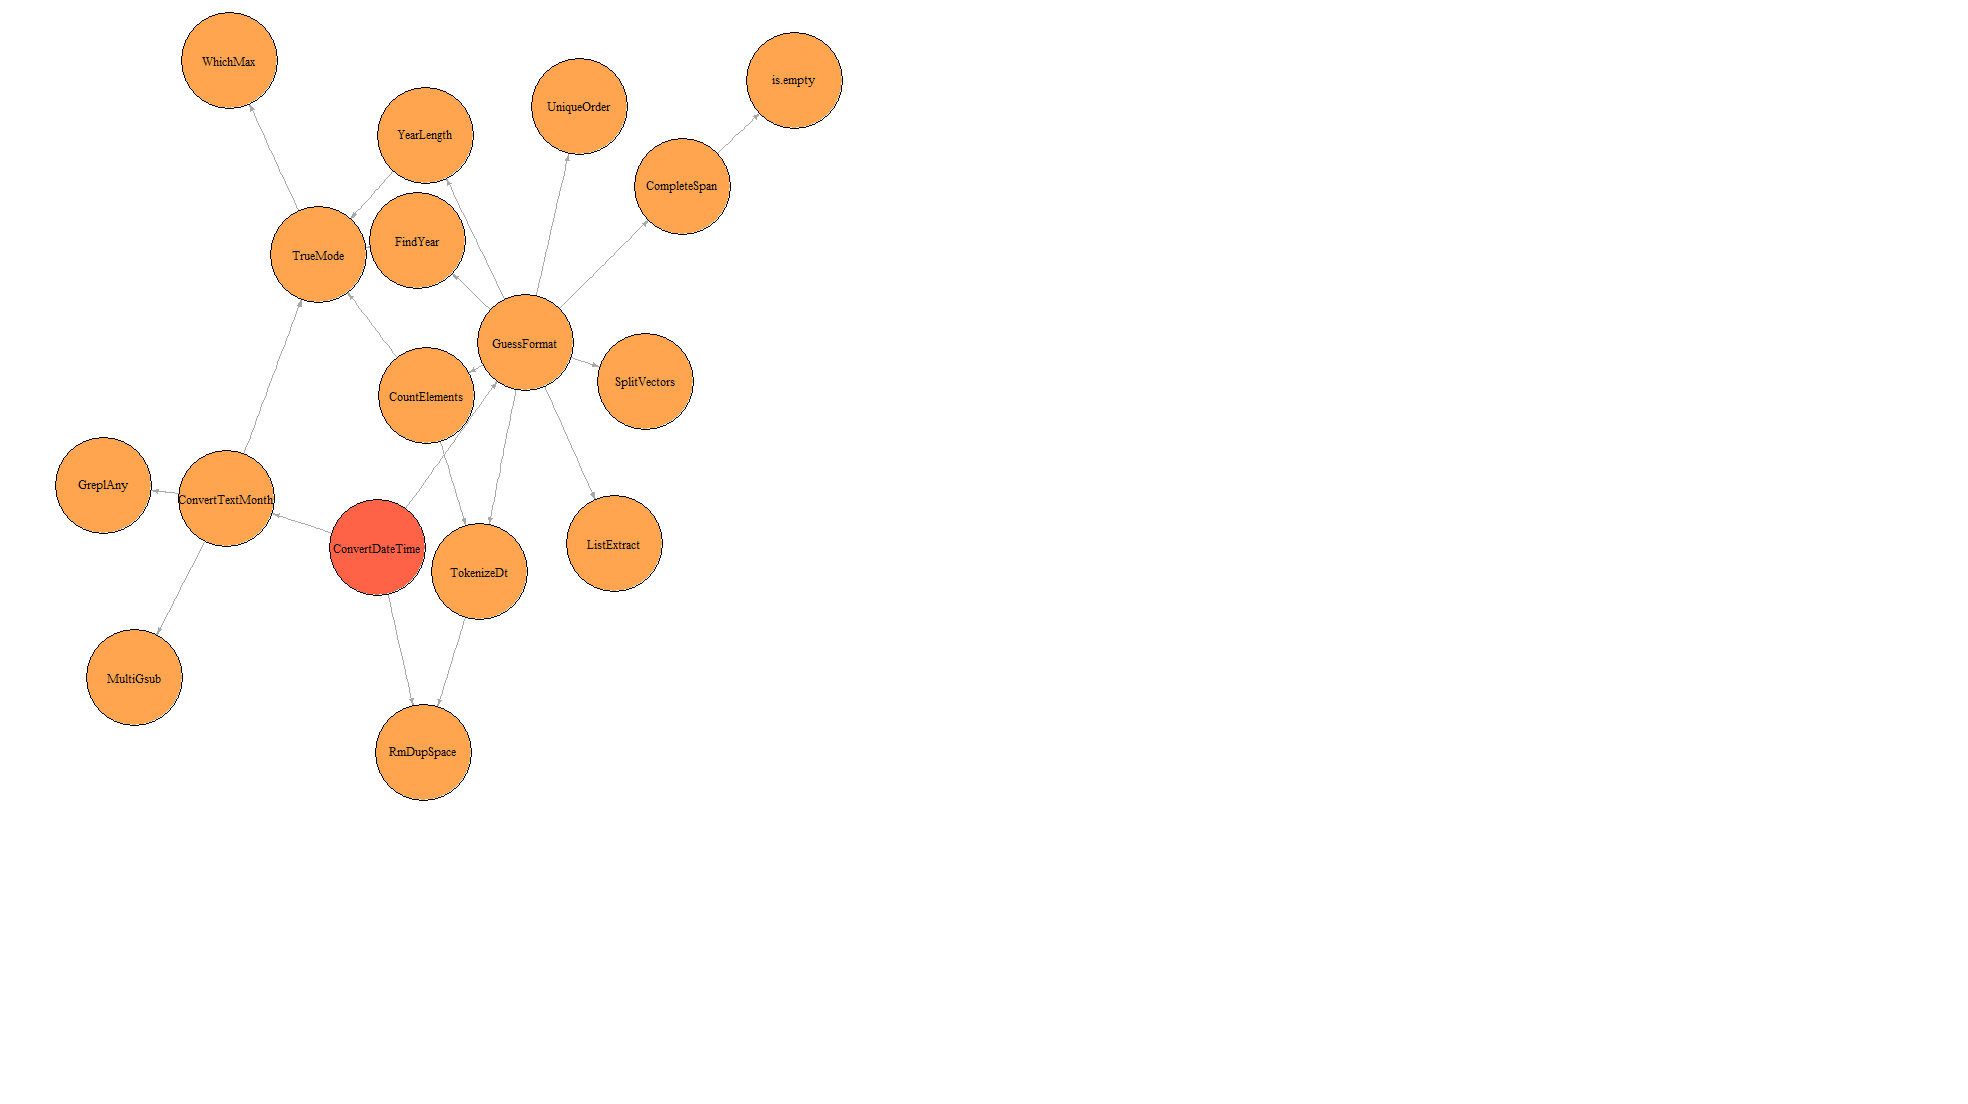 WhichMax
is.empty
UniqueOrder
YearLength
CompleteSpan
FindYear
TrueMode
GuessFormat
SplitVectors
CountElements
GreplAny
ConvertTextMonth
ListExtract
ConvertDateTime
TokenizeDt
MultiGsub
RmDupSpace